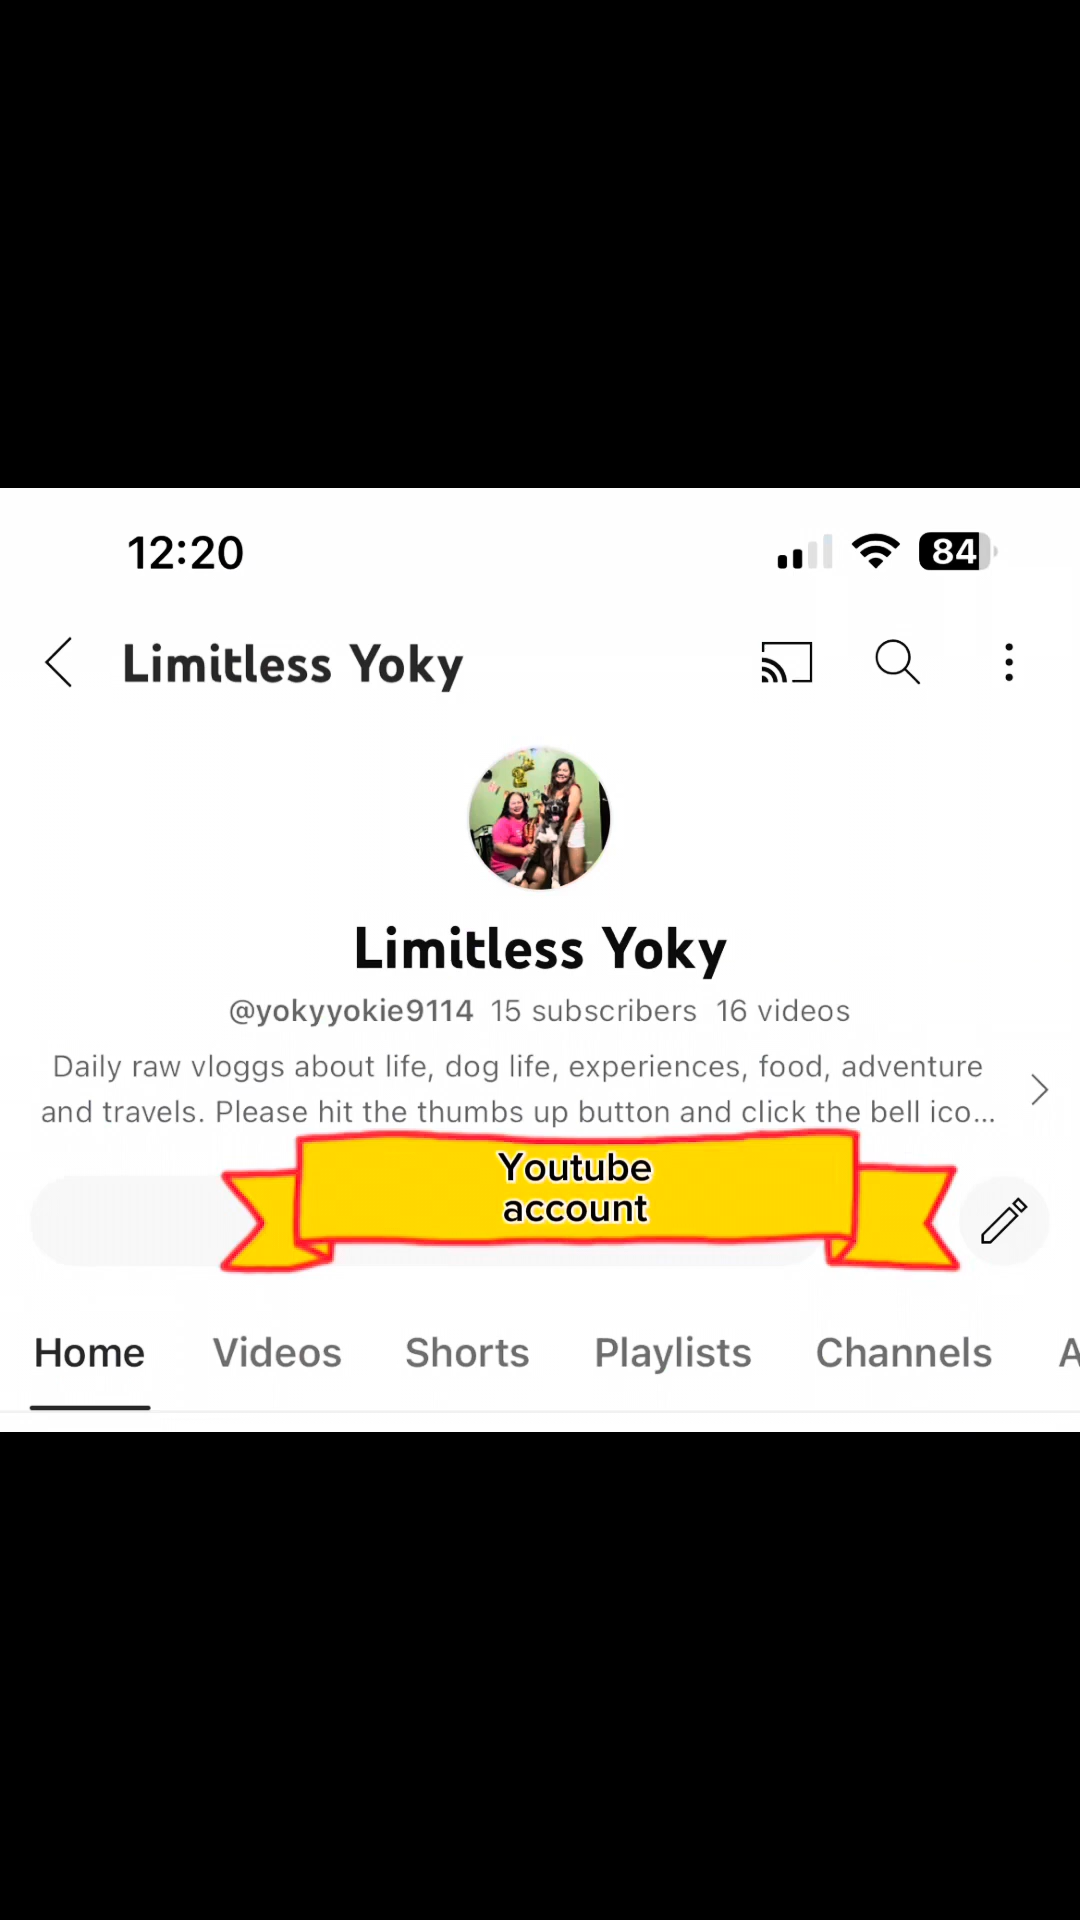 12:20
84
Limitless Yoky
Limitless Yoky
@yokyyokie9114 15 subscribers 16 videos
Daily raw vloggs about life, dog life, experiences, food, adventure
and travels. Please hit the thumbs up button and click the bell ico...
Youtube
account
Home Videos Shorts Playlists Channels A